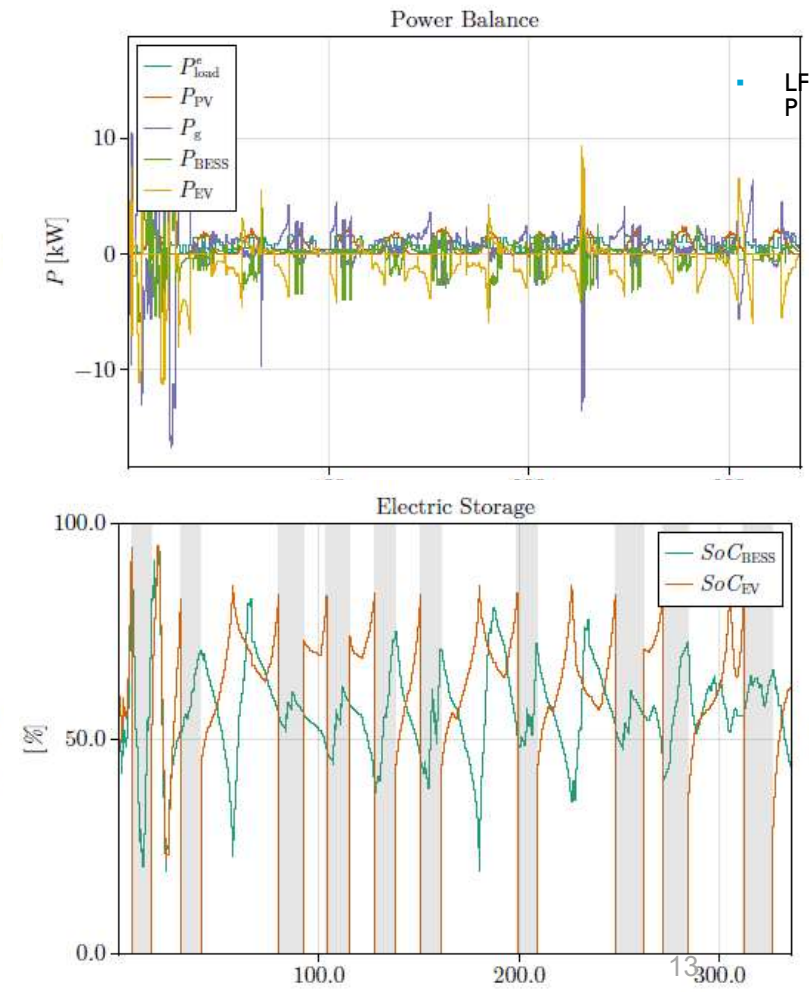 Power Balance
P^e_load
P_PV
P_g
P_BESS
P_EV
LF
P
10
0
−10
P [kW]
Electric Storage
100.0
SoC_BESS
SoC_EV
[%]
50.0
0.0
100.0
200.0
300.0
13